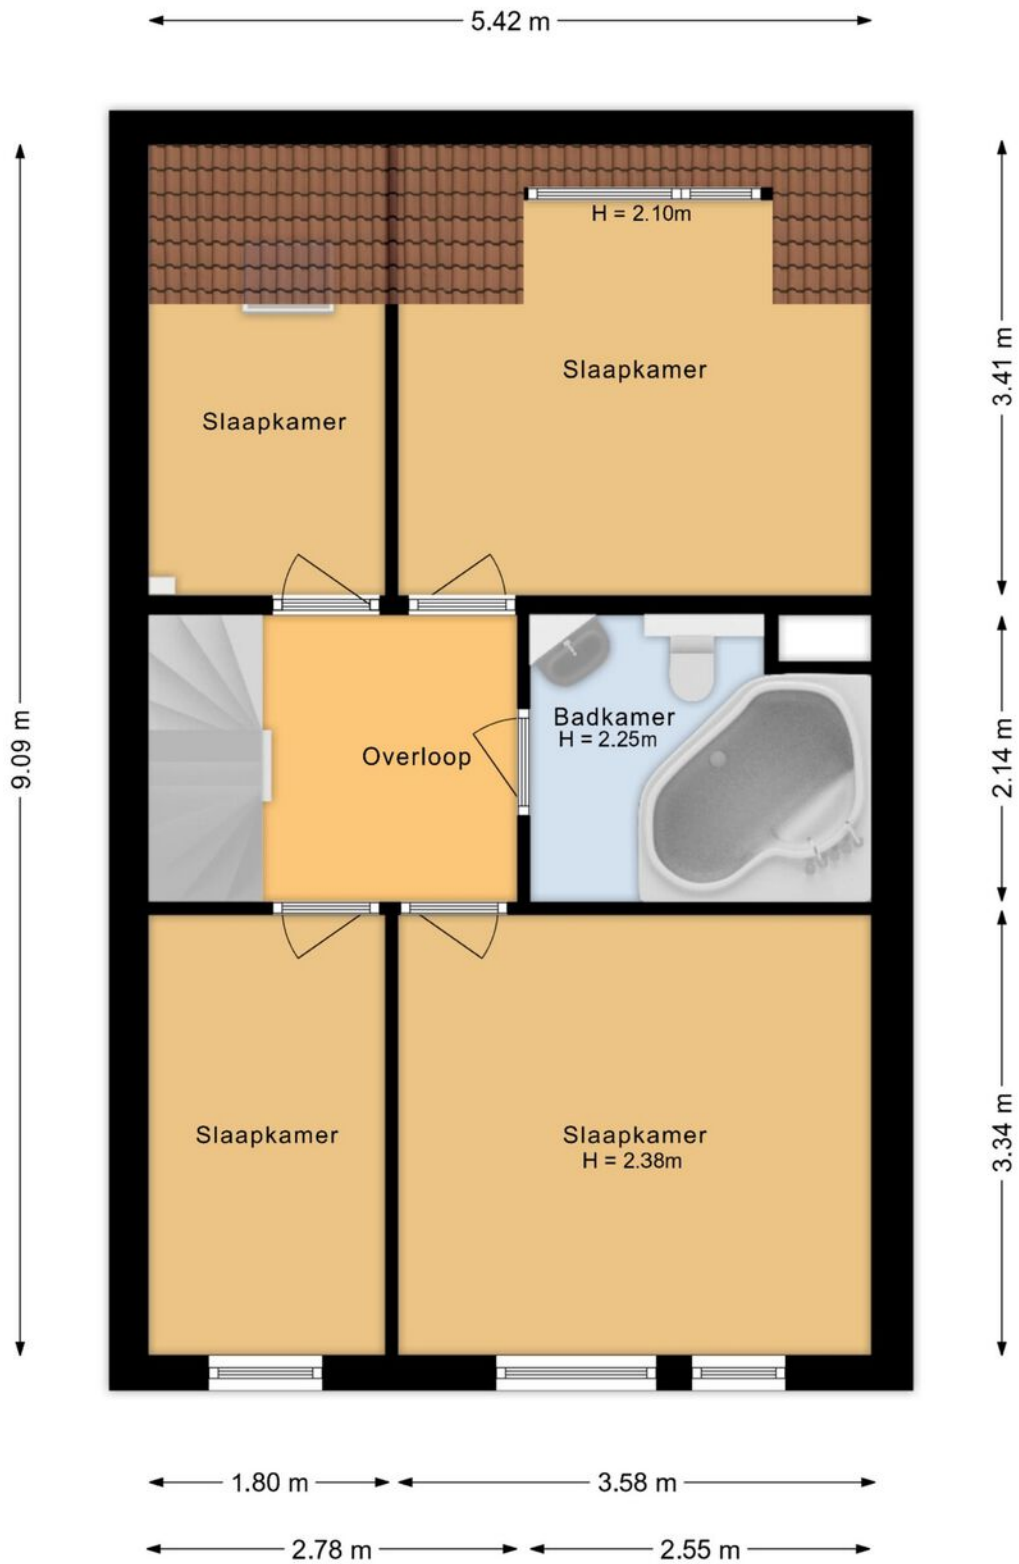 5.42 m
H = 2.10m
3.41 m
Slaapkamer
Slaapkamer
9.09 m
Badkamer
H = 2.25m
Overloop
2.14 m
Slaapkamer
Slaapkamer
H = 2.38m
3.34 m
1.80 m
3.58 m
2.78 m
2.55 m